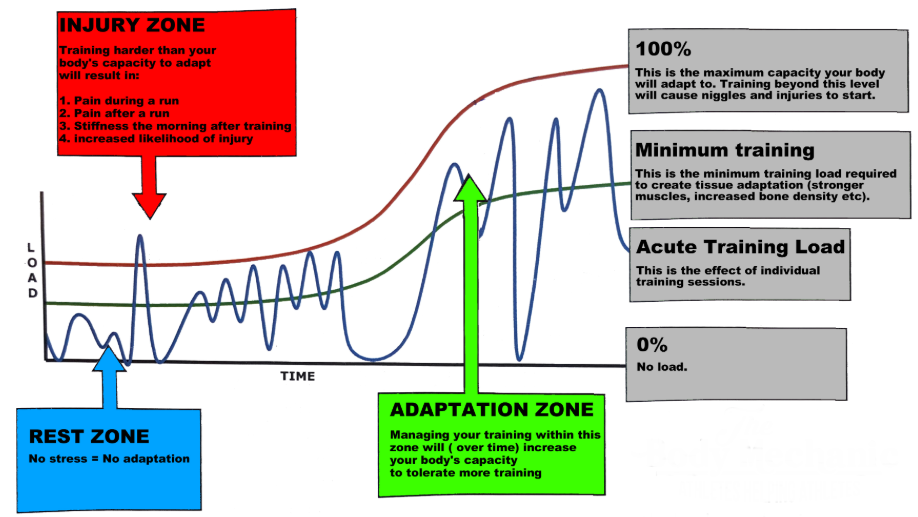 INJURY ZONE
Training harder than your
body's capacity to adapt
will result in:
1. Pain during a run
2. Pain after a run
3. Stiffness the morning after training
4. increased likelihood of injury
100%
This is the maximum capacity your body
will adapt to. Training beyond this level
will cause niggles and injuries to start.
Minimum training
This is the minimum training load required
to create tissue adaptation (stronger
muscles, increased bone density etc).
Acute Training Load
This is the effect of individual
training sessions.
0%
No load.
LOAD
TIME
REST ZONE
No stress = No adaptation
ADAPTATION ZONE
Managing your training within this
zone will ( over time) increase
your body's capacity
to tolerate more training